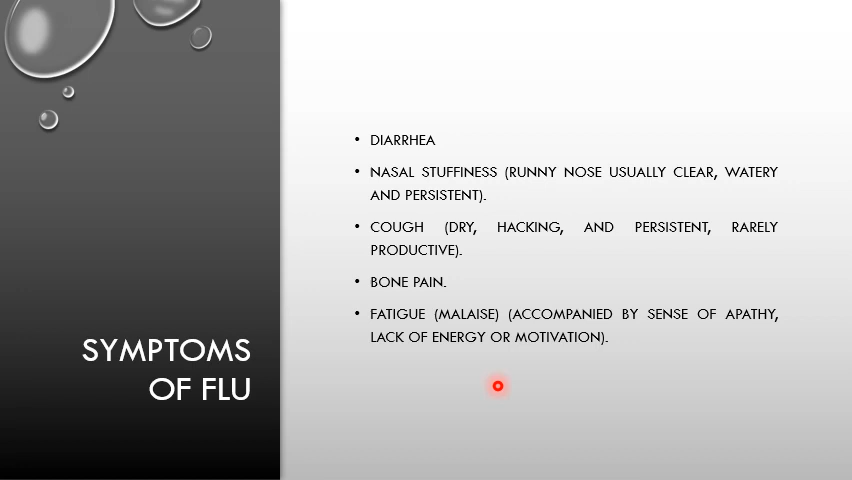 SYMPTOMS
OF FLU
• DIARRHEA
• NASAL STUFFINESS (RUNNY NOSE USUALLY CLEAR, WATERY
AND PERSISTENT).
• COUGH (DRY, HACKING, AND PERSISTENT, RARELY
PRODUCTIVE).
• BONE PAIN.
• FATIGUE (MALAISE) (ACCOMPANIED BY SENSE OF APATHY,
LACK OF ENERGY OR MOTIVATION).